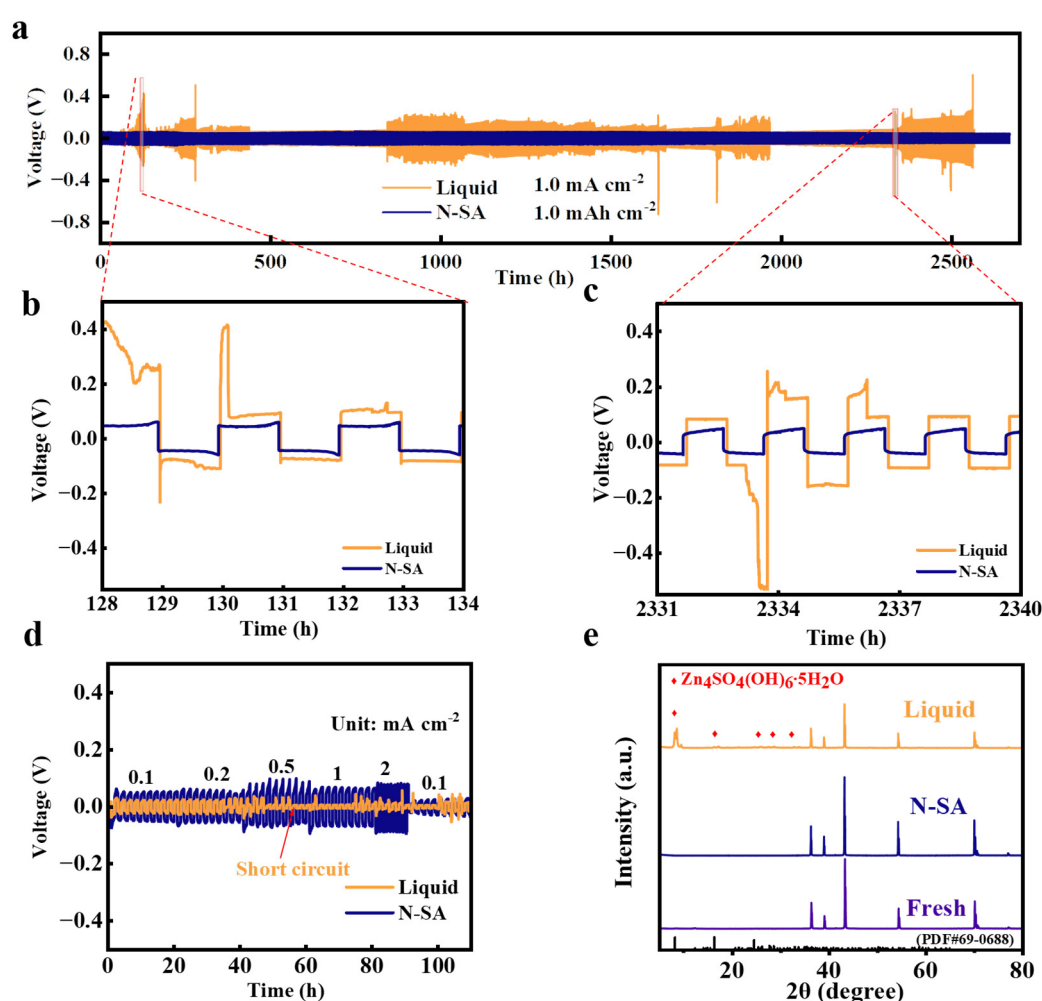 a
0.8
0.4
0.0
−0.4
−0.8
Voltage (V)
Liquid 1.0 mA cm-2
N-SA 1.0 mAh cm-2
0 500 1000 1500 2000 2500
Time (h)
b
0.4
0.2
0.0
−0.2
−0.4
Voltage (V)
Liquid
N-SA
128 129 130 131 132 133 134
Time (h)
c
0.4
0.2
0.0
−0.2
−0.4
Voltage (V)
Liquid
N-SA
2331 2334 2337 2340
Time (h)
d
0.4
0.2
0.0
−0.2
−0.4
Voltage (V)
Unit: mA cm-2
0.1 0.2 0.5 1 2 0.1
Short circuit
Liquid
N-SA
0 20 40 60 80 100
Time (h)
e
Intensity (a.u.)
Zn4SO4(OH)6·5H2O
Liquid
N-SA
Fresh
(PDF#69-0688)
20 40 60 80
2θ (degree)